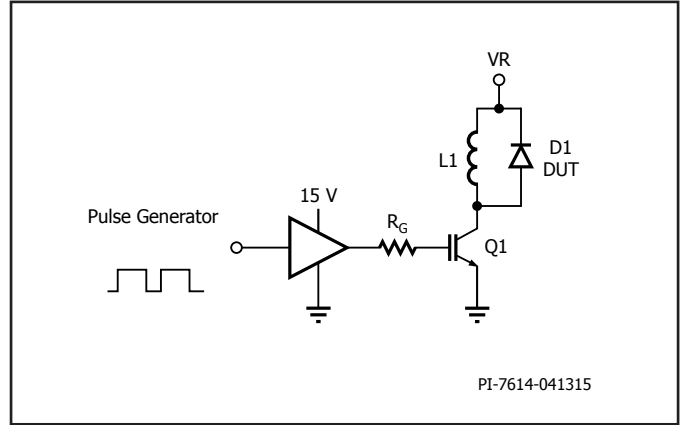 VR
L1
D1
DUT
15 V
Pulse Generator
RG
Q1
PI-7614-041315